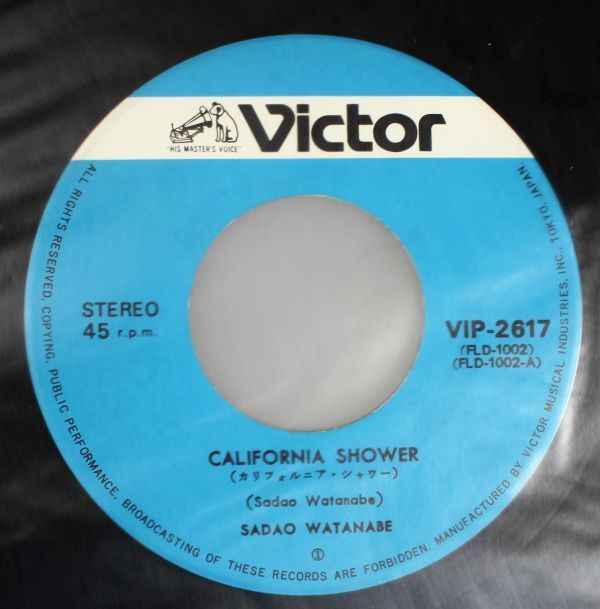 Victor
"HIS MASTER'S VOICE"
STEREO
45 r.p.m.
VIP-2617
(FLD-1002)
(FLD-1002-A)
CALIFORNIA SHOWER
(カリフォルニア・シャワー)
(Sadao Watanabe)
SADAO WATANABE
①
ALL RIGHTS RESERVED, COPYING, PUBLIC PERFORMANCE, BROADCASTING OF THESE RECORDS ARE FORBIDDEN. MANUFACTURED BY VICTOR MUSICAL INDUSTRIES, INC., TOKYO, JAPAN.